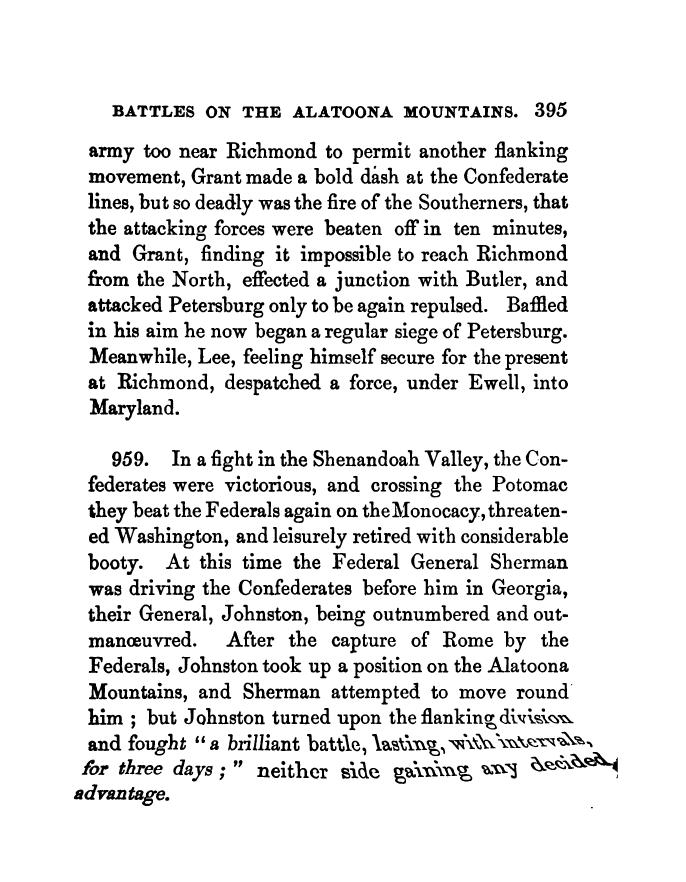 BATTLES ON THE ALATOONA MOUNTAINS. 395
army too near Richmond to permit another flanking
movement, Grant made a bold dash at the Confederate
lines, but so deadly was the fire of the Southerners, that
the attacking forces were beaten off in ten minutes,
and Grant, finding it impossible to reach Richmond
from the North, effected a junction with Butler, and
attacked Petersburg only to be again repulsed. Baffled
in his aim he now began a regular siege of Petersburg.
Meanwhile, Lee, feeling himself secure for the present
at Richmond, despatched a force, under Ewell, into
Maryland.
959. In a fight in the Shenandoah Valley, the Con-
federates were victorious, and crossing the Potomac
they beat the Federals again on the Monocacy, threaten-
ed Washington, and leisurely retired with considerable
booty. At this time the Federal General Sherman
was driving the Confederates before him in Georgia,
their General, Johnston, being outnumbered and out-
manœuvred. After the capture of Rome by the
Federals, Johnston took up a position on the Alatoona
Mountains, and Sherman attempted to move round
him ; but Johnston turned upon the flanking division
and fought "a brilliant battle, lasting, with intervals,
for three days ; " neither side gaining any decided
advantage.